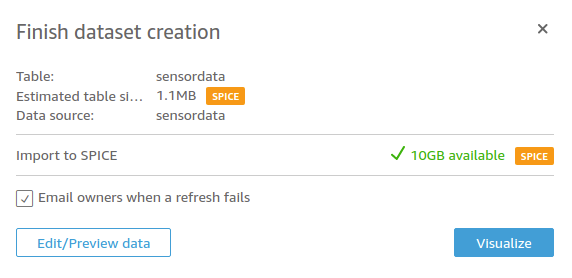 Finish dataset creation
Table: sensordata
Estimated table si... 1.1MB SPICE
Data source: sensordata
Import to SPICE 10GB available SPICE
Email owners when a refresh fails
Edit/Preview data Visualize